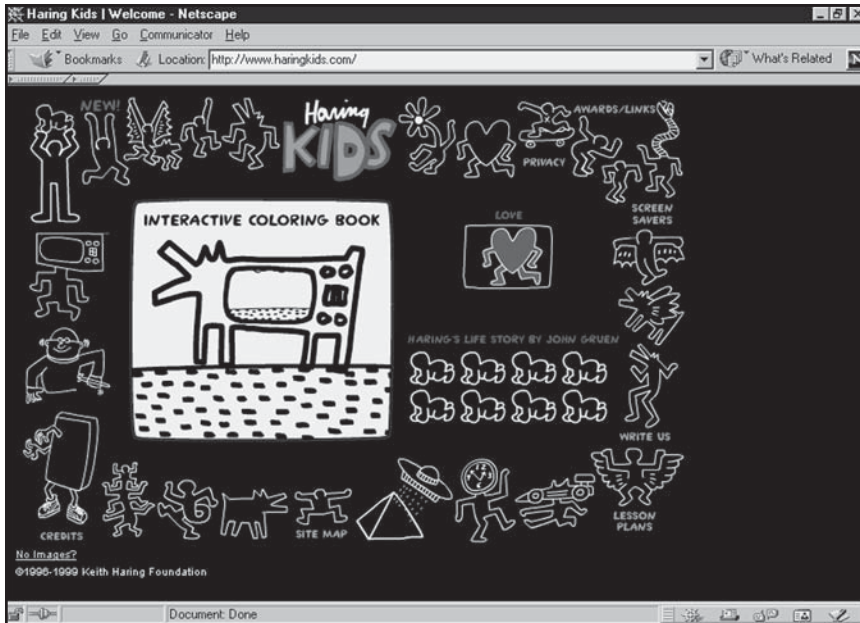 Haring Kids | Welcome - Netscape
File Edit View Go Communicator Help
Bookmarks Location: http://www.haringkids.com/ What's Related N
NEW!
Haring
KIDS
AWARDS/LINKS
PRIVACY
SCREEN
SAVERS
INTERACTIVE COLORING BOOK
LOVE
HARING'S LIFE STORY BY JOHN GRUEN
WRITE US
LESSON
PLANS
CREDITS
SITE MAP
No Images?
©1996-1999 Keith Haring Foundation
Document: Done